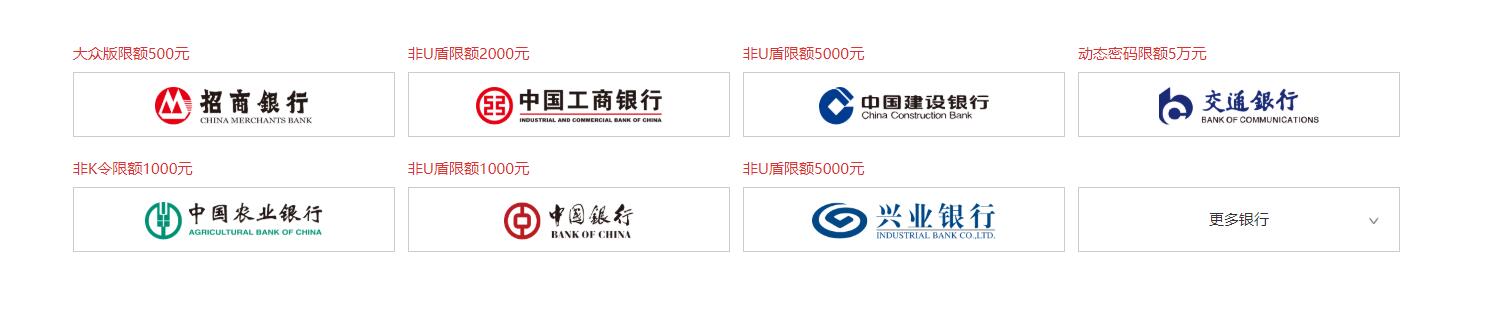 大众版限额500元
非U盾限额2000元
非U盾限额5000元
动态密码限额5万元
招商銀行
CHINA MERCHANTS BANK
中国工商银行
INDUSTRIAL AND COMMERCIAL BANK OF CHINA
中国建设银行
China Construction Bank
交通銀行
BANK OF COMMUNICATIONS
非K令限额1000元
非U盾限额1000元
非U盾限额5000元
中国农业银行
AGRICULTURAL BANK OF CHINA
中国銀行
BANK OF CHINA
兴业银行
INDUSTRIAL BANK CO.,LTD.
更多银行